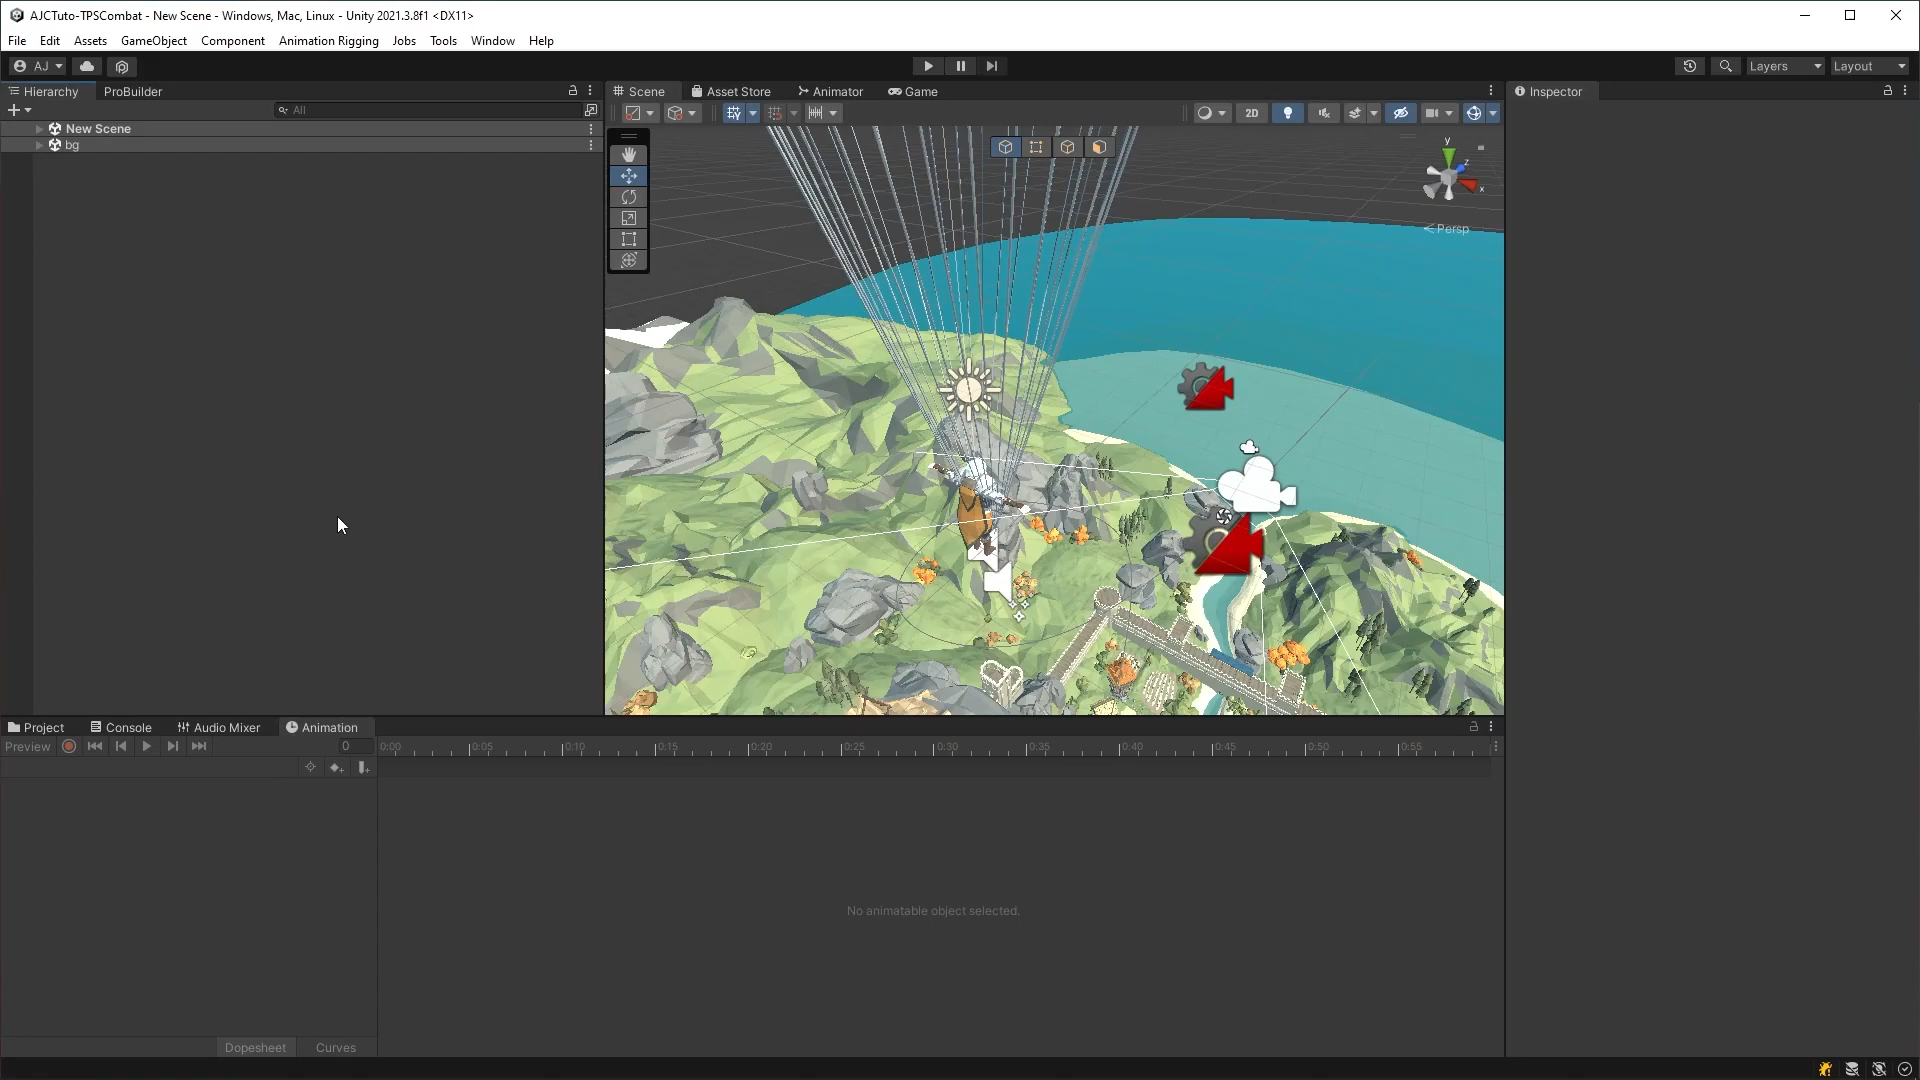 AJCTuto-TPSCombat - New Scene - Windows, Mac, Linux - Unity 2021.3.8f1 <DX11>
File Edit Assets GameObject Component Animation Rigging Jobs Tools Window Help
AJ Layers Layout
Hierarchy ProBuilder Scene Asset Store Animator Game Inspector
All 2D
New Scene
bg
y
z
x
Persp
Project Console Audio Mixer Animation
Preview 0 0:00 0:05 0:10 0:15 0:20 0:25 0:30 0:35 0:40 0:45 0:50 0:55
No animatable object selected.
Dopesheet Curves